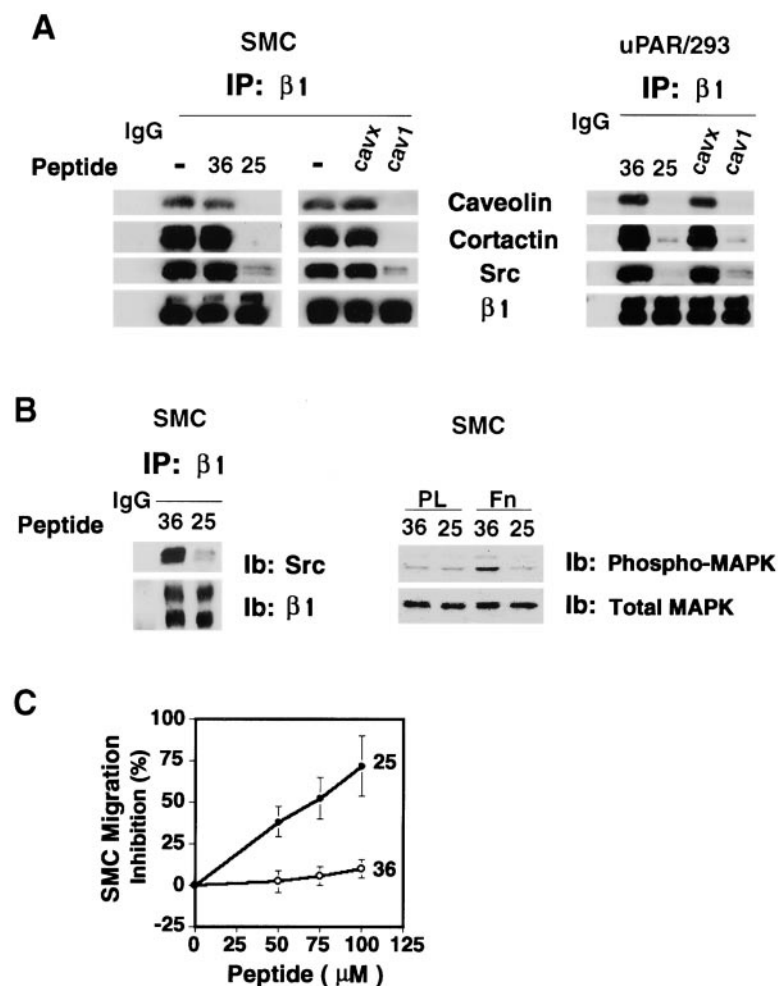 A
SMC
uPAR/293
IP: β1
IP: β1
IgG
IgG
Peptide - 36 25 - cavx cav1
36 25 cavx cav1
Caveolin
Cortactin
Src
β1
B
SMC
SMC
IP: β1
IgG
PL Fn
Peptide 36 25
36 25 36 25
Ib: Src
Ib: Phospho-MAPK
Ib: β1
Ib: Total MAPK
C
SMC Migration
Inhibition (%)
100
75
50
25
0
-25
25
36
0 25 50 75 100 125
Peptide ( μM )